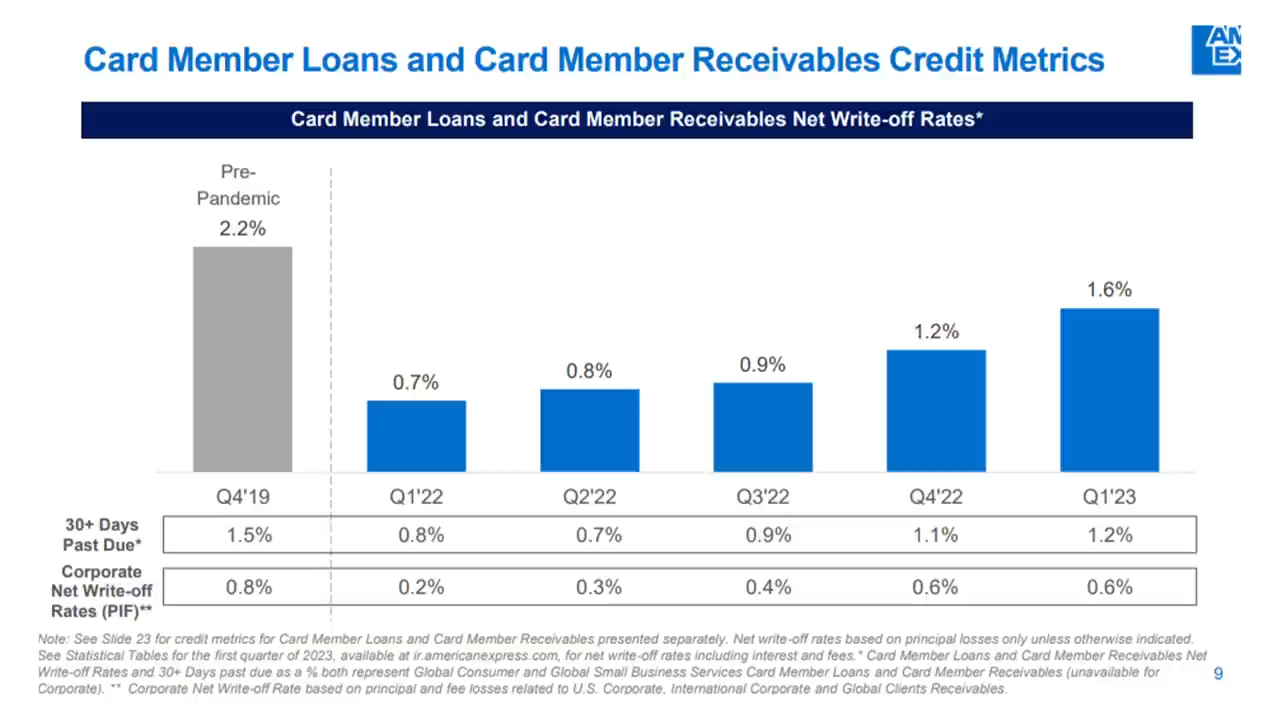 Card Member Loans and Card Member Receivables Credit Metrics
AM
EX
Card Member Loans and Card Member Receivables Net Write-off Rates*
Pre-
Pandemic
2.2%
0.7%
0.8%
0.9%
1.2%
1.6%
Q4'19 Q1'22 Q2'22 Q3'22 Q4'22 Q1'23
30+ Days
Past Due*
1.5% 0.8% 0.7% 0.9% 1.1% 1.2%
Corporate
Net Write-off
Rates (PIF)**
0.8% 0.2% 0.3% 0.4% 0.6% 0.6%
Note: See Slide 23 for credit metrics for Card Member Loans and Card Member Receivables presented separately. Net write-off rates based on principal losses only unless otherwise indicated.
See Statistical Tables for the first quarter of 2023, available at ir.americanexpress.com, for net write-off rates including interest and fees.* Card Member Loans and Card Member Receivables Net
Write-off Rates and 30+ Days past due as a % both represent Global Consumer and Global Small Business Services Card Member Loans and Card Member Receivables (unavailable for
Corporate). ** Corporate Net Write-off Rate based on principal and fee losses related to U.S. Corporate, International Corporate and Global Clients Receivables.
9